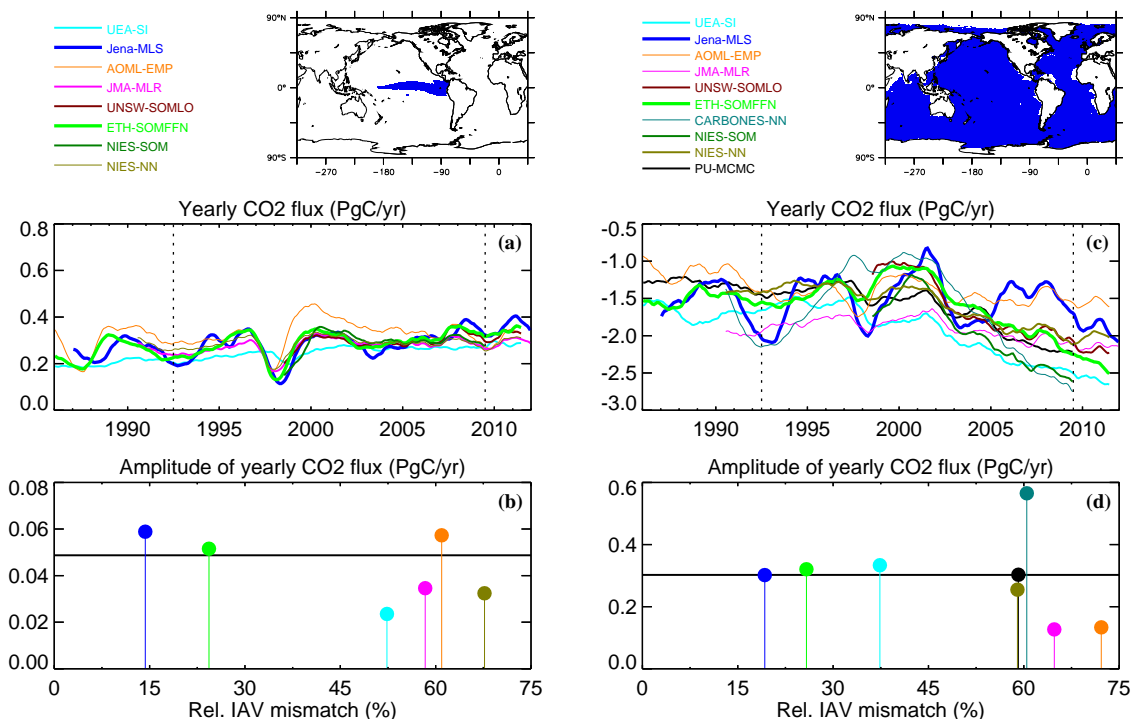 UEA-SI
Jena-MLS
AOML-EMP
JMA-MLR
UNSW-SOMLO
ETH-SOMFFN
NIES-SOM
NIES-NN
90°N
0°
90°S
−270 −180 −90 0
Yearly CO2 flux (PgC/yr)
(a)
0.8
0.6
0.4
0.2
0.0
1990 1995 2000 2005 2010
Amplitude of yearly CO2 flux (PgC/yr)
(b)
0.08
0.06
0.04
0.02
0.00
0 15 30 45 60 75
Rel. IAV mismatch (%)
UEA-SI
Jena-MLS
AOML-EMP
JMA-MLR
UNSW-SOMLO
ETH-SOMFFN
CARBONES-NN
NIES-SOM
NIES-NN
PU-MCMC
90°N
0°
90°S
−270 −180 −90 0
Yearly CO2 flux (PgC/yr)
(c)
-0.5
-1.0
-1.5
-2.0
-2.5
-3.0
1990 1995 2000 2005 2010
Amplitude of yearly CO2 flux (PgC/yr)
(d)
0.6
0.4
0.2
0.0
0 15 30 45 60 75
Rel. IAV mismatch (%)